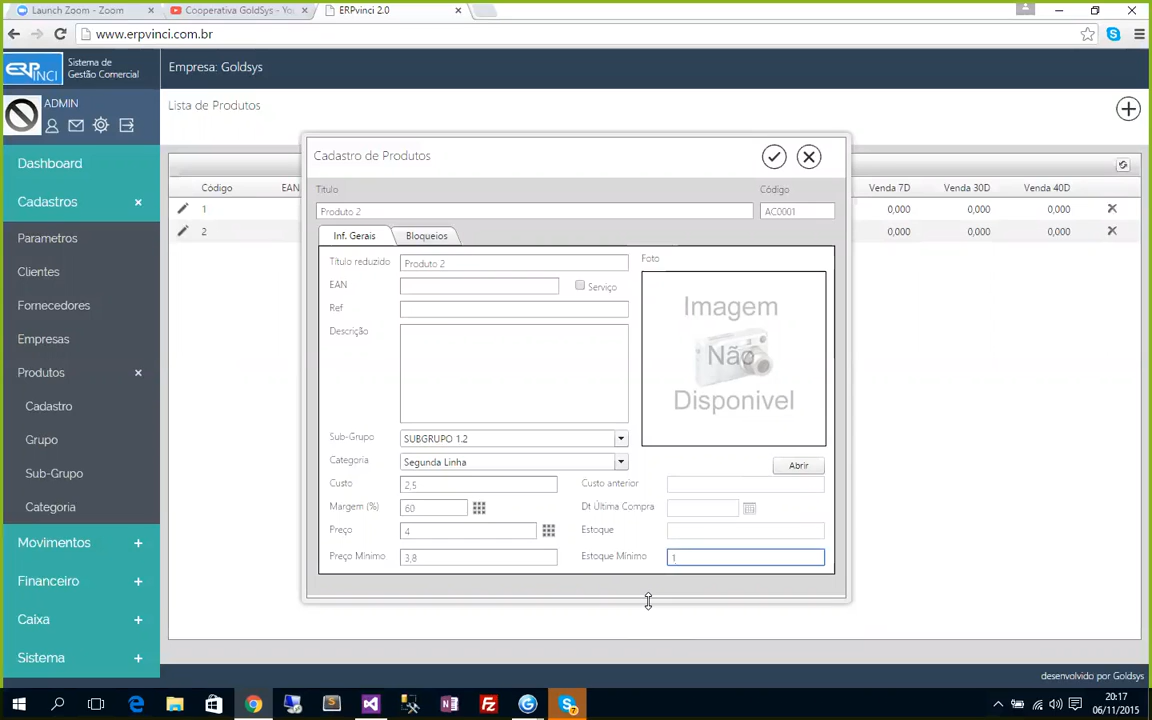 Launch Zoom - Zoom
Cooperativa GoldSys - Yo
ERPvinci 2.0
www.erpvinci.com.br
ERP
VINCI
Sistema de
Gestão Comercial
Empresa: Goldsys
ADMIN
Lista de Produtos
Dashboard
Cadastros
Parametros
Clientes
Fornecedores
Empresas
Produtos
Cadastro
Grupo
Sub-Grupo
Categoria
Movimentos +
Financeiro +
Caixa +
Sistema +
Código EAN Venda 7D Venda 30D Venda 40D
1 0,000 0,000 0,000
2 0,000 0,000 0,000
Cadastro de Produtos
Título Código
Produto 2 AC0001
Inf. Gerais Bloqueios
Título reduzido Produto 2
EAN Serviço
Ref
Descrição
Foto
Imagem
Não
Disponivel
Sub-Grupo SUBGRUPO 1.2
Categoria Segunda Linha
Abrir
Custo 2,5 Custo anterior
Margem (%) 60 Dt Última Compra
Preço 4 Estoque
Preço Mínimo 3,8 Estoque Mínimo 1
desenvolvido por Goldsys
20:17
06/11/2015